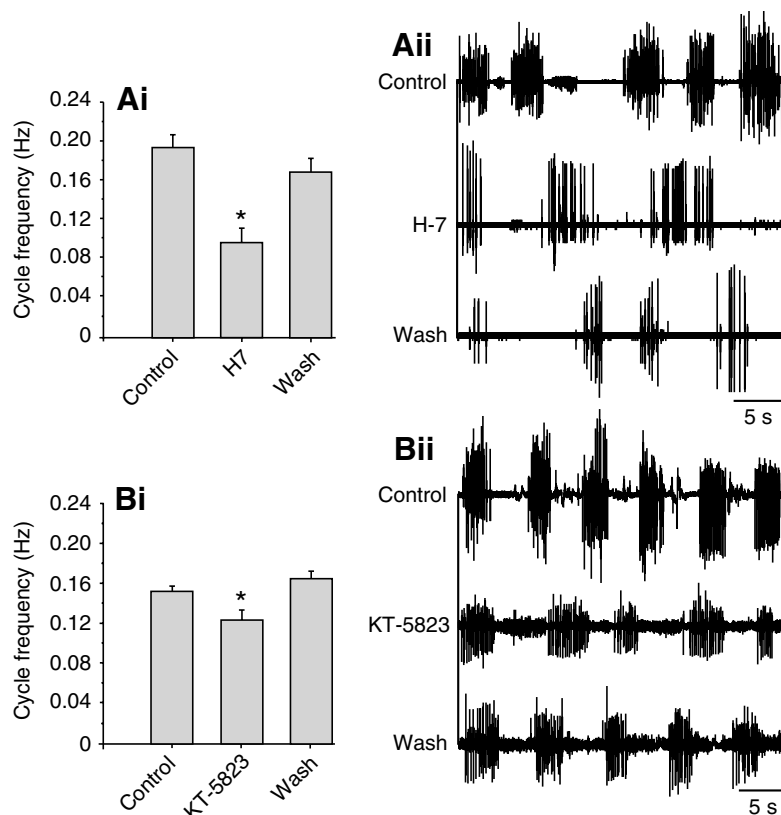 Ai
Cycle frequency (Hz)
0.24
0.20
0.16
0.12
0.08
0.04
0
*
Control
H7
Wash
Aii
Control
H-7
Wash
5 s
Bi
Cycle frequency (Hz)
0.24
0.20
0.16
0.12
0.08
0.04
0
*
Control
KT-5823
Wash
Bii
Control
KT-5823
Wash
5 s